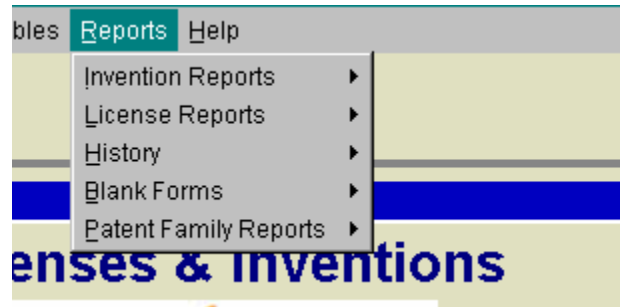 bles Reports Help
Invention Reports
License Reports
History
Blank Forms
Patent Family Reports
enses & Inventions